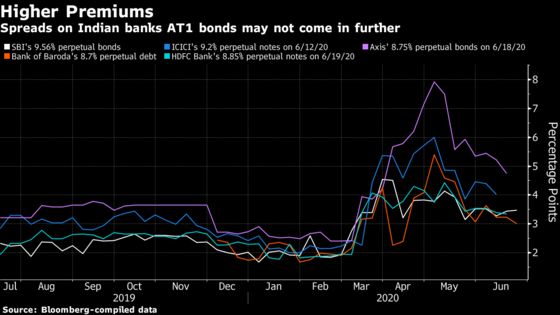 Higher Premiums
Spreads on Indian banks AT1 bonds may not come in further
SBI's 9.56% perpetual bonds
ICICI's 9.2% perpetual notes on 6/12/20
Axis' 8.75% perpetual bonds on 6/18/20
Bank of Baroda's 8.7% perpetual debt
HDFC Bank's 8.85% perpetual notes on 6/19/20
8
7
6
5
4
3
2
Percentage Points
Jul Aug Sep Oct Nov Dec Jan Feb Mar Apr May Jun
2019 2020
Source: Bloomberg-compiled data